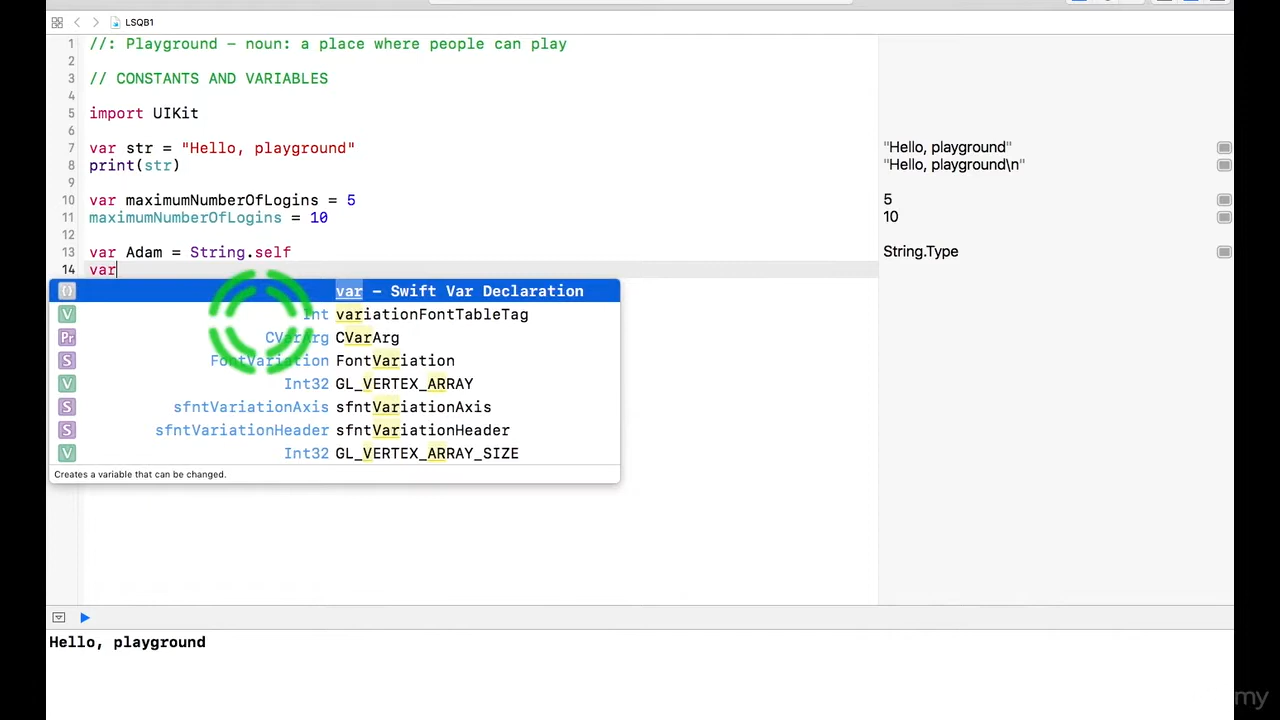 LSQB1
1 //: Playground - noun: a place where people can play
2
3 // CONSTANTS AND VARIABLES
4
5 import UIKit
6
7 var str = "Hello, playground" "Hello, playground"
8 print(str) "Hello, playground\n"
9
10 var maximumNumberOfLogins = 5 5
11 maximumNumberOfLogins = 10 10
12
13 var Adam = String.self String.Type
14 var
{} var – Swift Var Declaration
V Int variationFontTableTag
Pr CVarArg CVarArg
S FontVariation FontVariation
V Int32 GL_VERTEX_ARRAY
S sfntVariationAxis sfntVariationAxis
S sfntVariationHeader sfntVariationHeader
V Int32 GL_VERTEX_ARRAY_SIZE
Creates a variable that can be changed.
Hello, playground
my